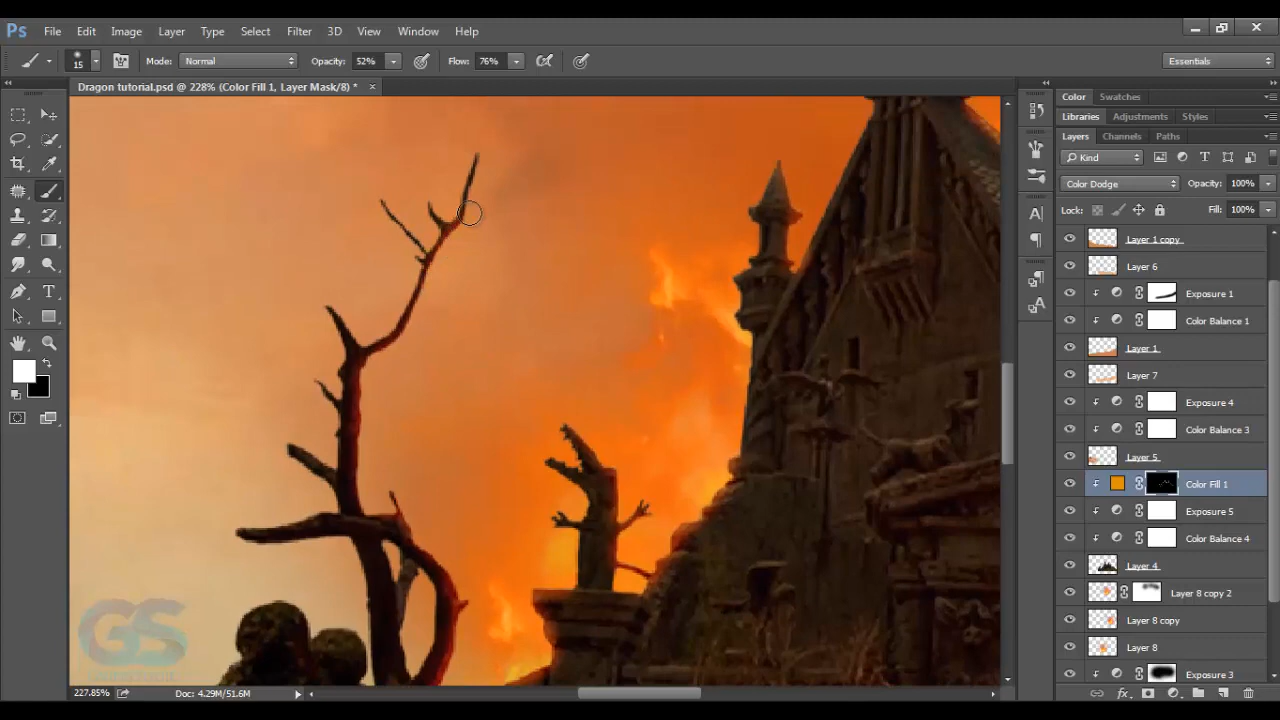 Ps File Edit Image Layer Type Select Filter 3D View Window Help
15 Mode: Normal Opacity: 52% Flow: 76% Essentials
Dragon tutorial.psd @ 228% (Color Fill 1, Layer Mask/8) *
Color Swatches
Libraries Adjustments Styles
Layers Channels Paths
Kind
Color Dodge Opacity: 100%
Lock: Fill: 100%
Layer 1 copy
Layer 6
Exposure 1
Color Balance 1
Layer 1
Layer 7
Exposure 4
Color Balance 3
Layer 5
Color Fill 1
Exposure 5
Color Balance 4
Layer 4
Layer 8 copy 2
Layer 8 copy
Layer 8
Exposure 3
GS
227.85% Doc: 4.29M/51.6M